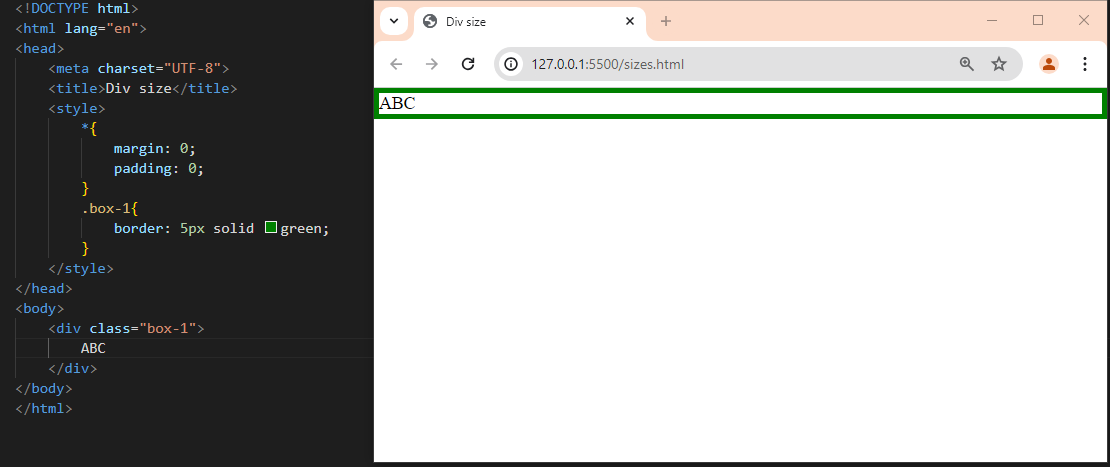 <!DOCTYPE html>
<html lang="en">
<head>
    <meta charset="UTF-8">
    <title>Div size</title>
    <style>
        *{
            margin: 0;
            padding: 0;
        }
        .box-1{
            border: 5px solid green;
        }
    </style>
</head>
<body>
    <div class="box-1">
        ABC
    </div>
</body>
</html>
Div size
127.0.0.1:5500/sizes.html
ABC